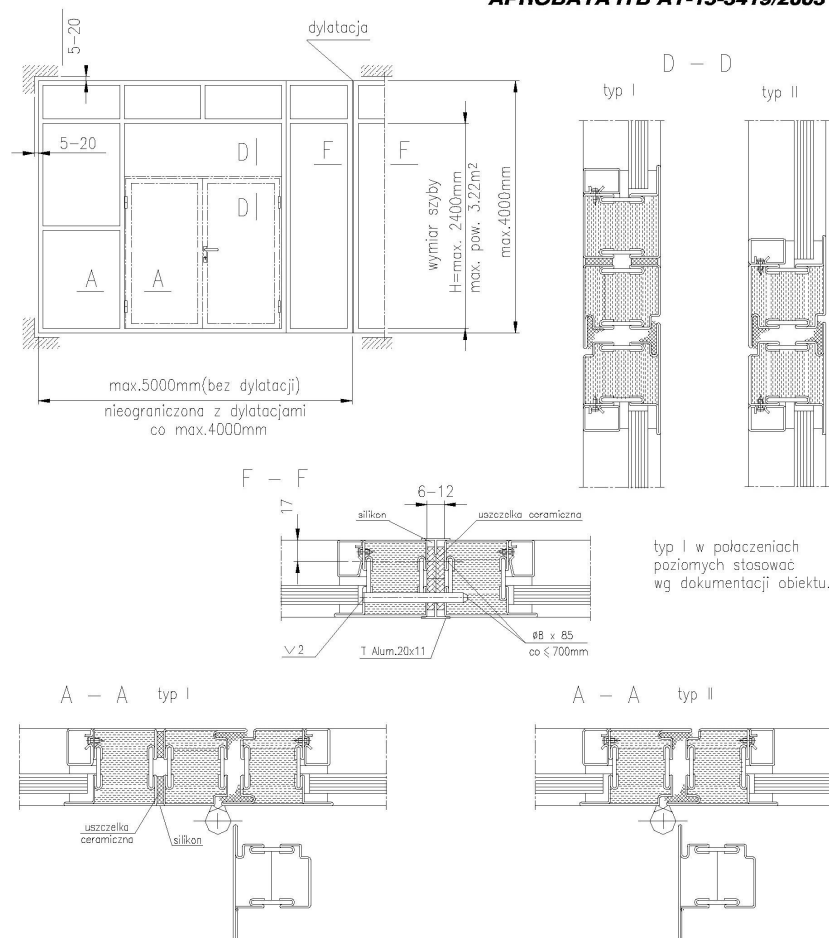 APROBATA ITB AT-15-5419/2003
5-20
dylatacja
D - D
typ I
typ II
5-20
D
F
F
D
A
A
wymiar szyby
H=max. 2400mm
max. pow. 3.22m²
max.4000mm
max.5000mm(bez dylatacji)
nieograniczona z dylatacjami
co max.4000mm
F - F
17
6-12
silikon
uszczelka ceramiczna
typ I w połaczeniach
poziomych stosować
wg dokumentacji obiektu.
2
T Alum.20x11
ø8 x 85
co ≤ 700mm
A - A typ I
A - A typ II
uszczelka
ceramiczna
silikon